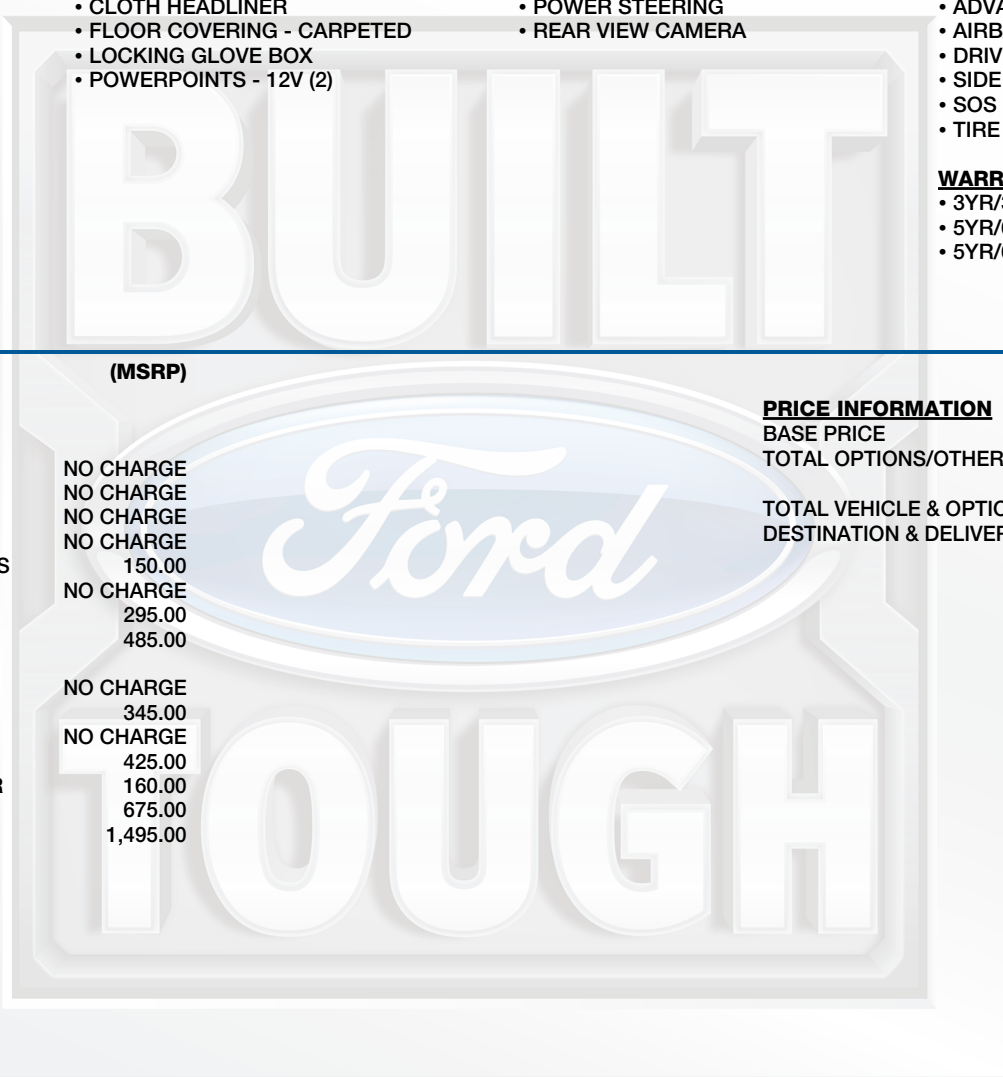 • CLOTH HEADLINER
• FLOOR COVERING - CARPETED
• LOCKING GLOVE BOX
• POWERPOINTS - 12V (2)
• POWER STEERING
• REAR VIEW CAMERA
• ADVA
• AIRB
• DRIV
• SIDE
• SOS
• TIRE
WARR
• 3YR/
• 5YR/
• 5YR/
BUILT
Ford
TOUGH
(MSRP)
NO CHARGE
NO CHARGE
NO CHARGE
NO CHARGE
S 150.00
NO CHARGE
295.00
485.00
NO CHARGE
345.00
NO CHARGE
425.00
R 160.00
675.00
1,495.00
PRICE INFORMATION
BASE PRICE
TOTAL OPTIONS/OTHER
TOTAL VEHICLE & OPTIO
DESTINATION & DELIVER